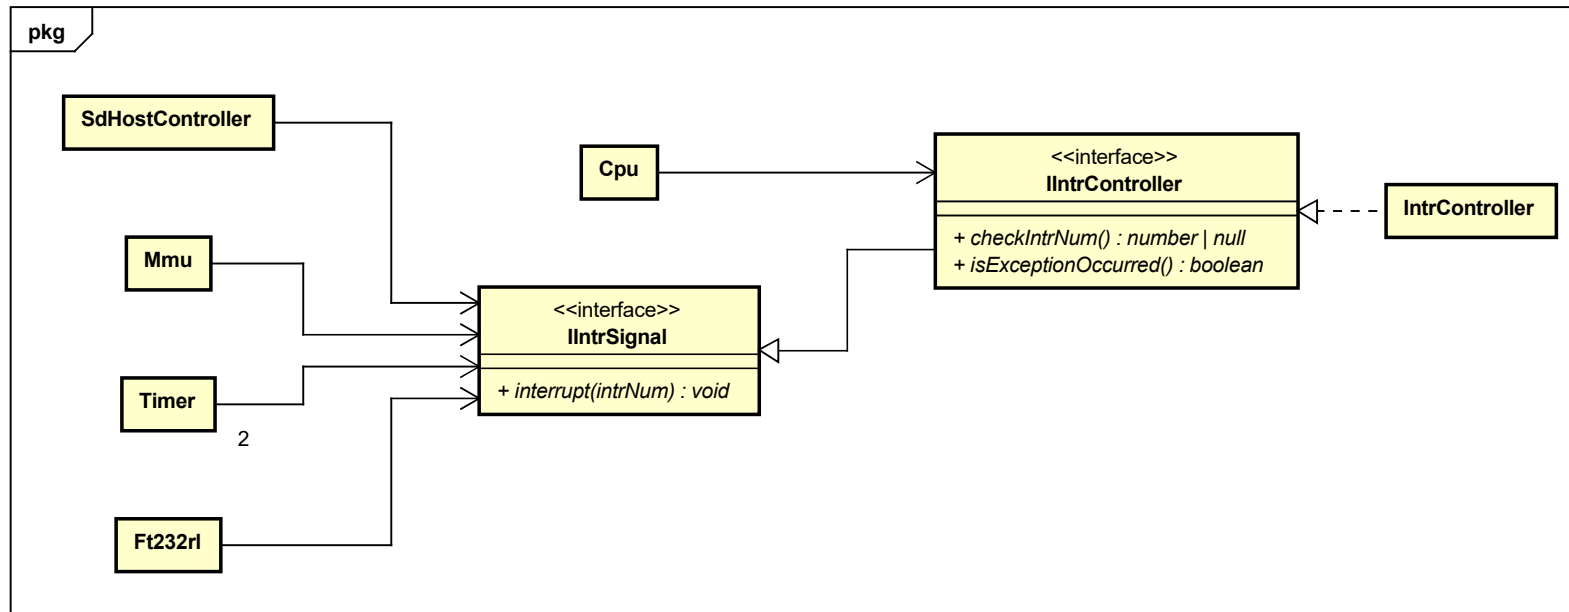 pkg
SdHostController
Cpu
<<interface>>
IIntrController
+ checkIntrNum() : number | null
+ isExceptionOccurred() : boolean
IntrController
Mmu
<<interface>>
IIntrSignal
+ interrupt(intrNum) : void
Timer
2
Ft232rl